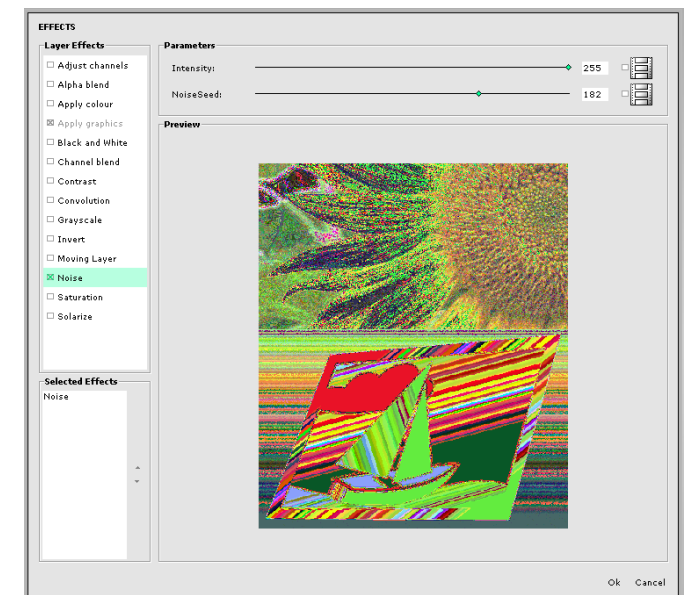 EFFECTS
Layer Effects
Adjust channels
Alpha blend
Apply colour
Apply graphics
Black and White
Channel blend
Contrast
Convolution
Grayscale
Invert
Moving Layer
Noise
Saturation
Solarize
Selected Effects
Noise
Parameters
Intensity: 255
NoiseSeed: 182
Preview
Ok Cancel